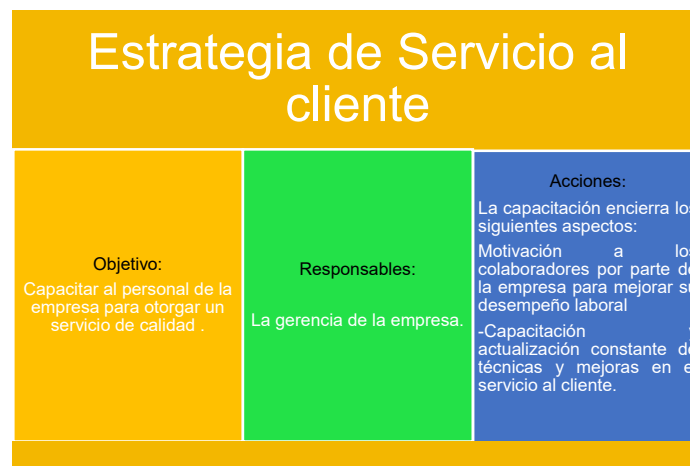 Estrategia de Servicio al
cliente
Objetivo:
Capacitar al personal de la
empresa para otorgar un
servicio de calidad .
Responsables:
La gerencia de la empresa.
Acciones:
La capacitación encierra los
siguientes aspectos:
Motivación a los
colaboradores por parte de
la empresa para mejorar su
desempeño laboral
-Capacitación
actualización constante de
técnicas y mejoras en el
servicio al cliente.